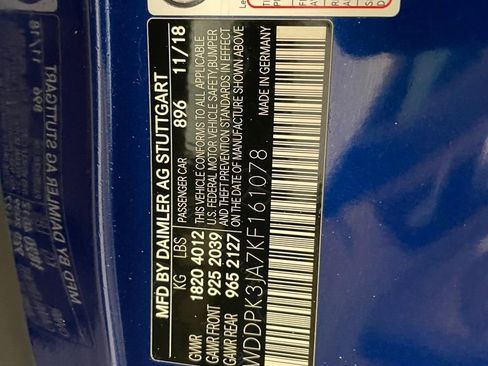 MFD BY DAIMLER AG STUTTGART
KG LBS PASSENGER CAR 896 11/18
GVWR 1820 4012 THIS VEHICLE CONFORMS TO ALL APPLICABLE
GAWR FRONT 925 2039 U.S. FEDERAL MOTOR VEHICLE SAFETY, BUMPER
GAWR REAR 965 2127 & THEFT PREVENTION STANDARDS IN EFFECT
ON THE DATE OF MANUFACTURE SHOWN ABOVE
WDDPK3JA7KF161078 MADE IN GERMANY